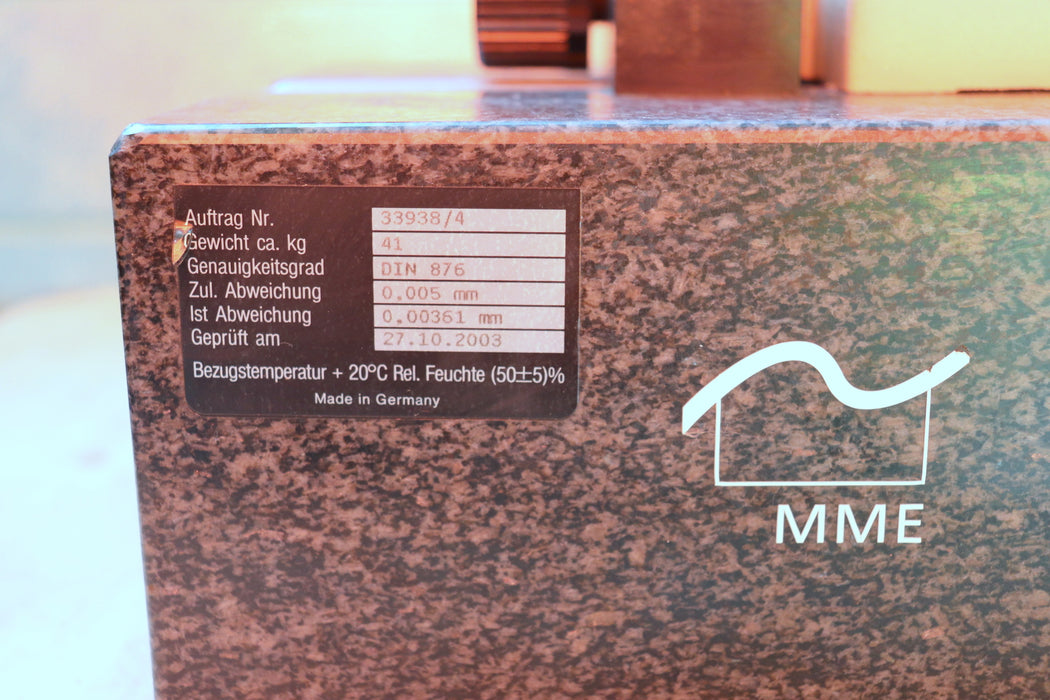 Auftrag Nr. 33938/4
Gewicht ca. kg 41
Genauigkeitsgrad DIN 876
Zul. Abweichung 0.005 mm
Ist Abweichung 0.00361 mm
Geprüft am 27.10.2003
Bezugstemperatur + 20°C Rel. Feuchte (50±5)%
Made in Germany
MME